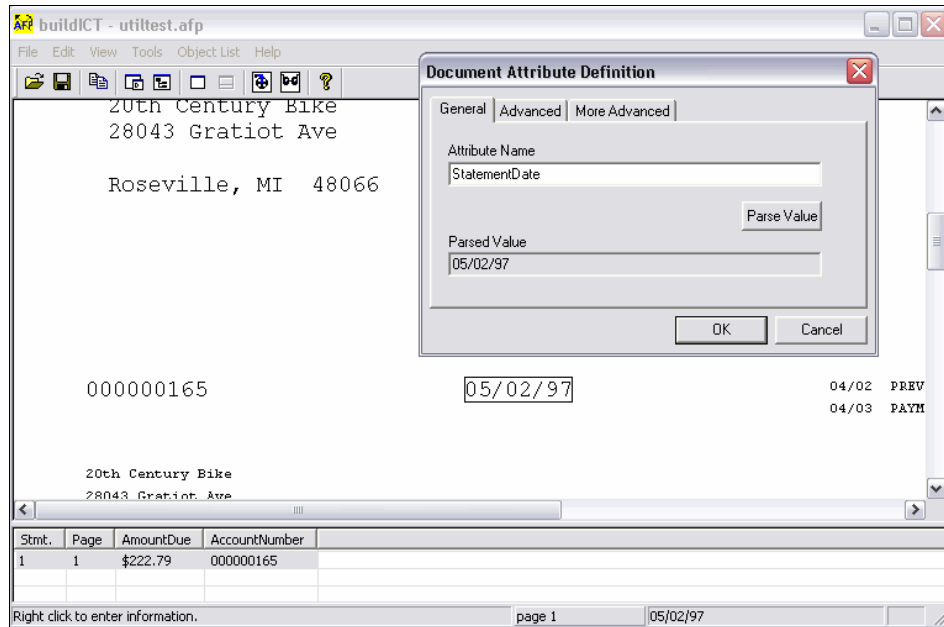 AFP buildICT - utiltest.afp
File Edit View Tools Object List Help
20th Century Bike
28043 Gratiot Ave
Roseville, MI 48066
Document Attribute Definition
General Advanced More Advanced
Attribute Name
StatementDate
Parse Value
Parsed Value
05/02/97
OK Cancel
000000165 05/02/97 04/02 PREV
04/03 PAYM
20th Century Bike
28043 Gratiot Ave
Stmt. Page AmountDue AccountNumber
1 1 $222.79 000000165
Right click to enter information. page 1 05/02/97